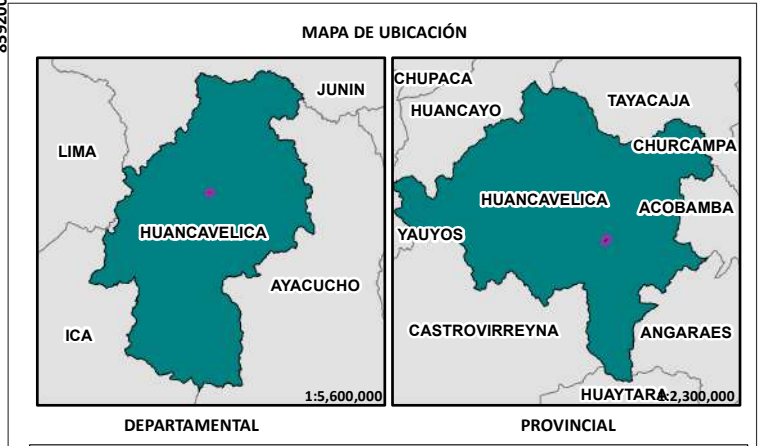 859200
MAPA DE UBICACIÓN
JUNIN
LIMA
HUANCAVELICA
AYACUCHO
ICA
1:5,600,000
DEPARTAMENTAL
CHUPACA
HUANCAYO
TAYACAJA
CHURCAMPA
HUANCAVELICA
ACOBAMBA
YAUYOS
CASTROVIRREYNA
ANGARAES
HUAYTARA
1:2,300,000
PROVINCIAL